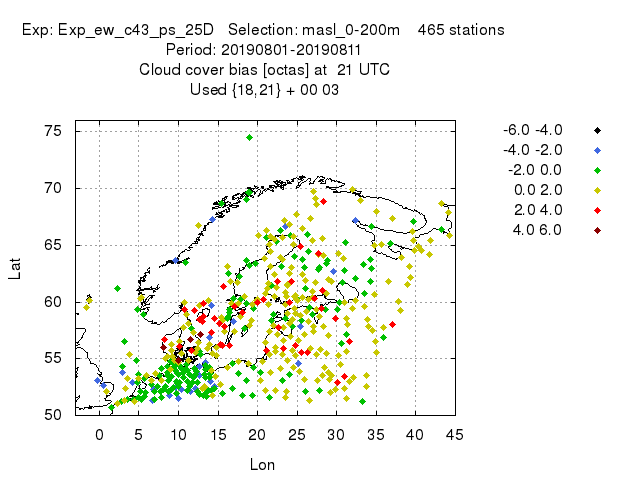 Exp: Exp_ew_c43_ps_25D Selection: masl_0-200m 465 stations
Period: 20190801-20190811
Cloud cover bias [octas] at 21 UTC
Used {18,21} + 00 03
75
70
65
60
55
50
Lat
0 5 10 15 20 25 30 35 40 45
Lon
-6.0 -4.0
-4.0 -2.0
-2.0 0.0
0.0 2.0
2.0 4.0
4.0 6.0